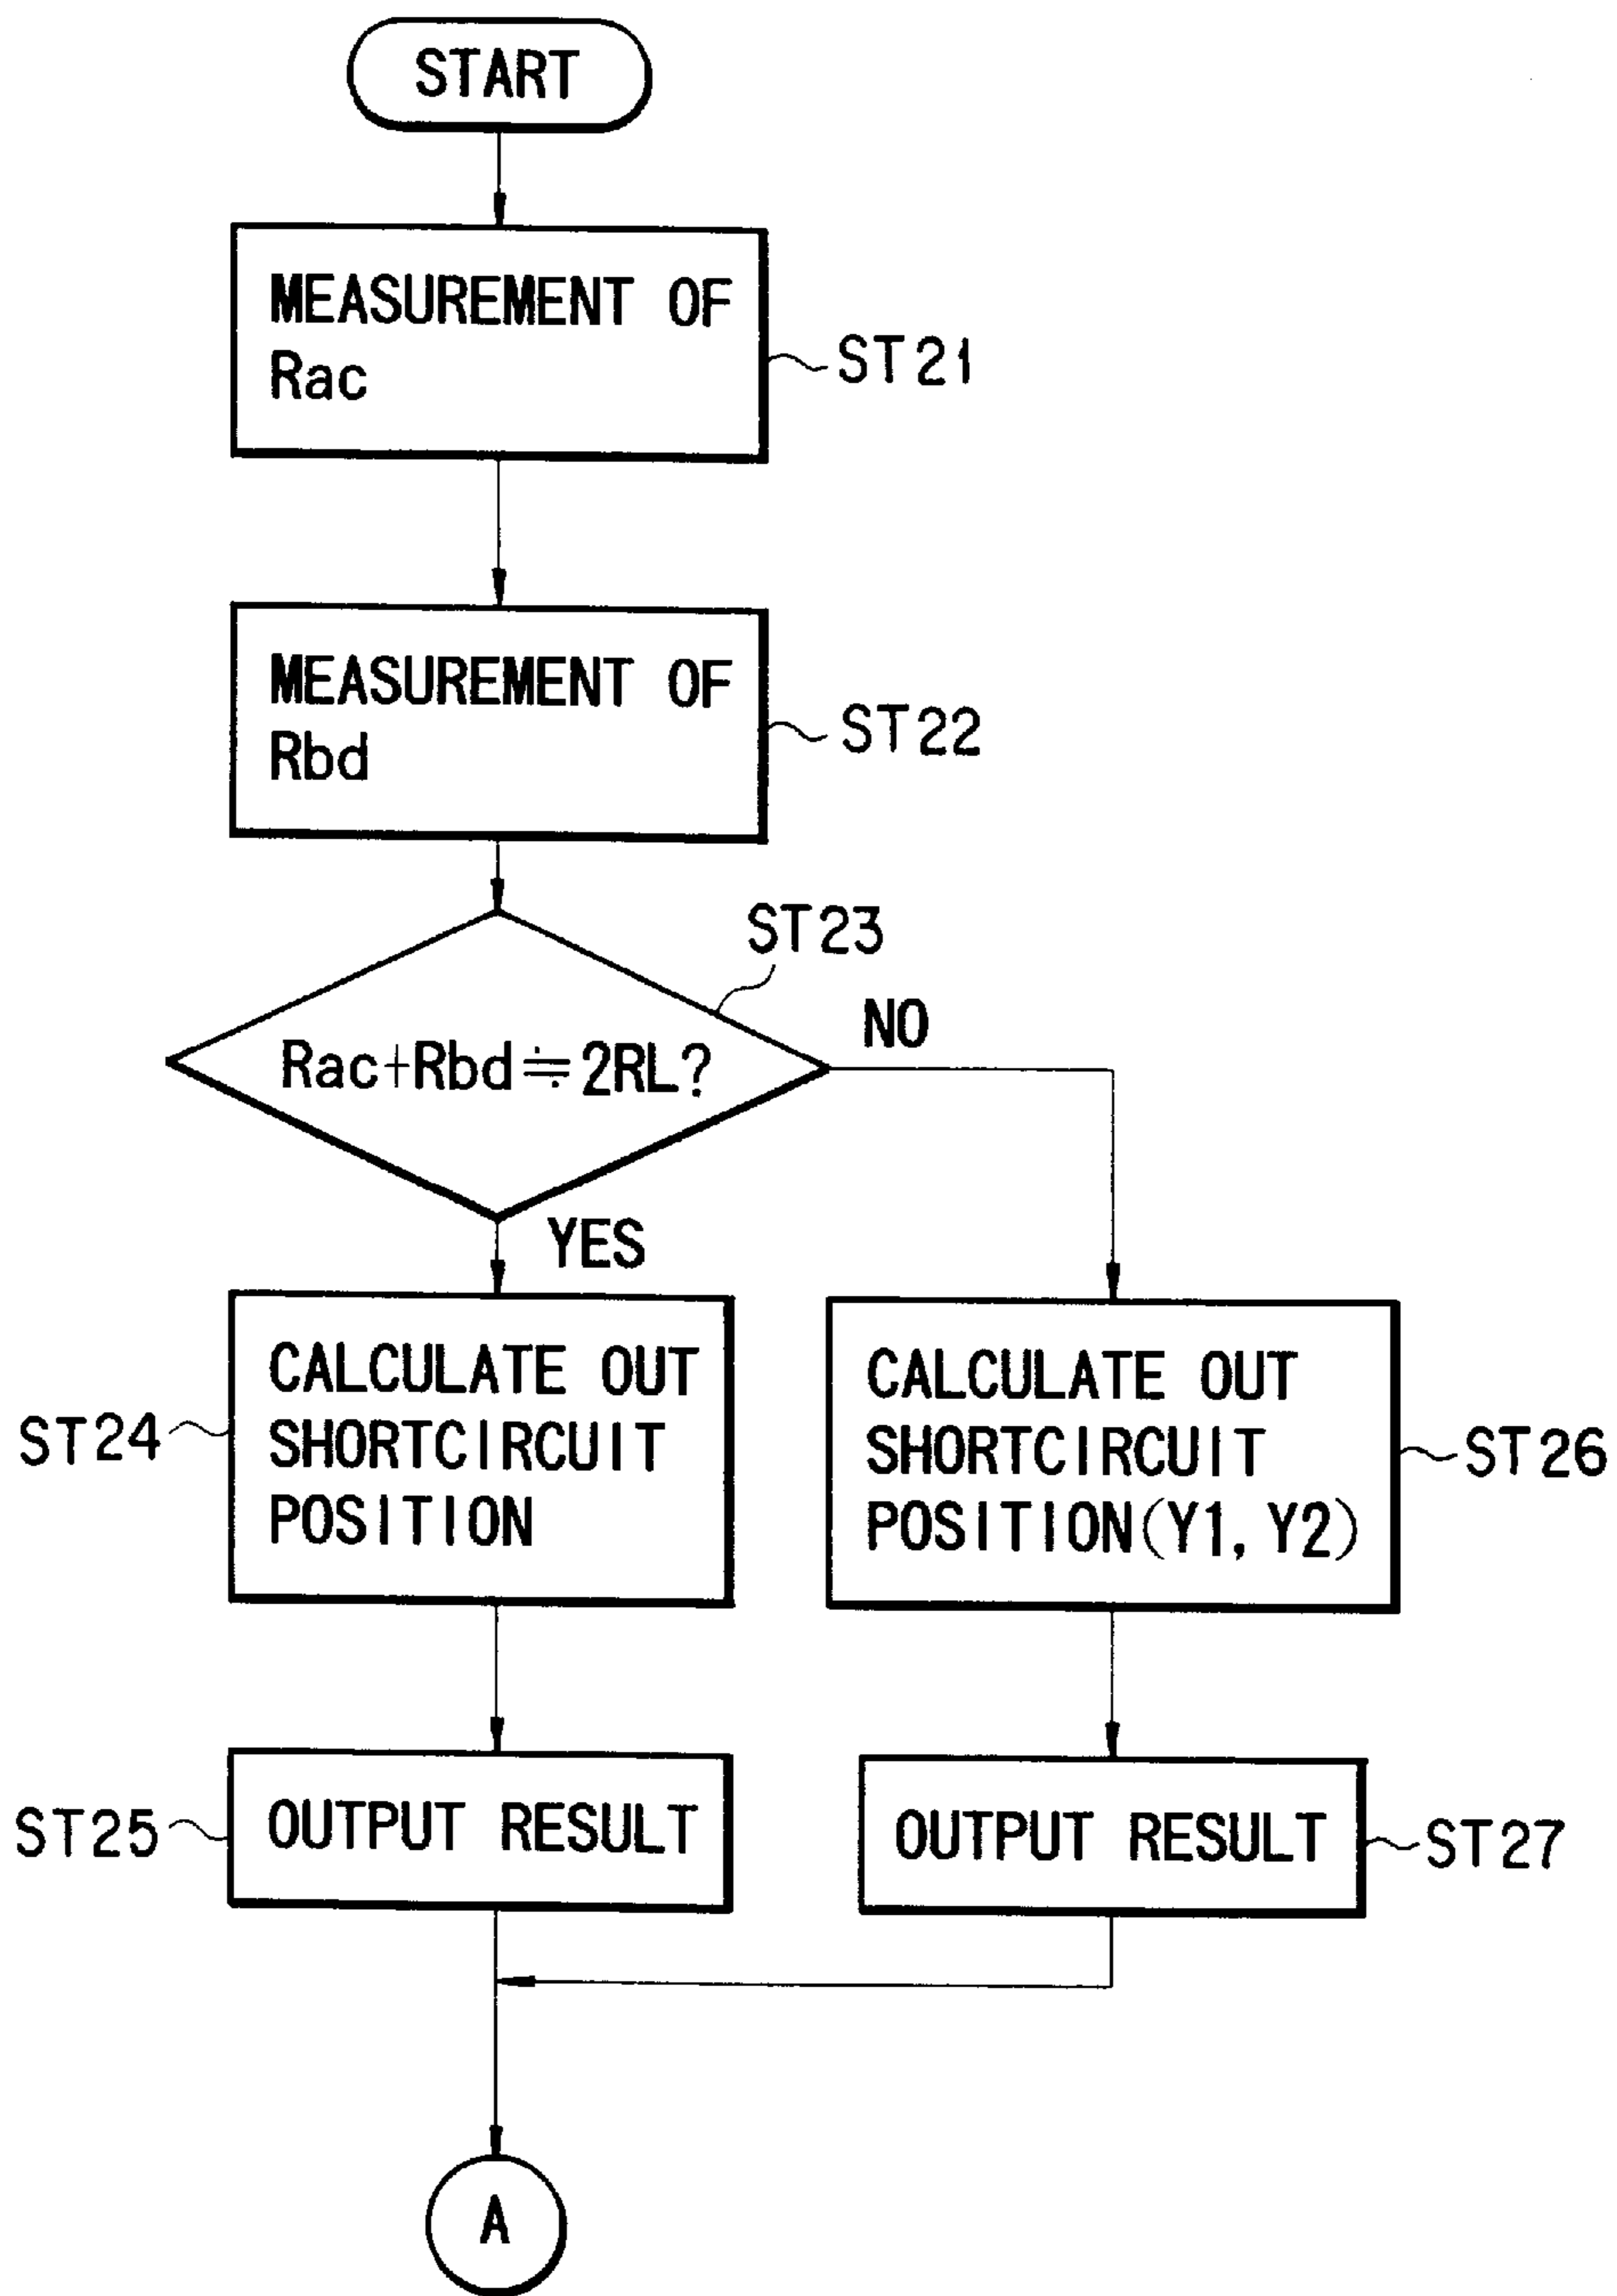 START
MEASUREMENT OF
Rac
ST21
MEASUREMENT OF
Rbd
ST22
ST23
Rac+Rbd≒2RL?
NO
YES
CALCULATE OUT
SHORTCIRCUIT
POSITION
ST24
CALCULATE OUT
SHORTCIRCUIT
POSITION(Y1, Y2)
ST26
OUTPUT RESULT
ST25
OUTPUT RESULT
ST27
A